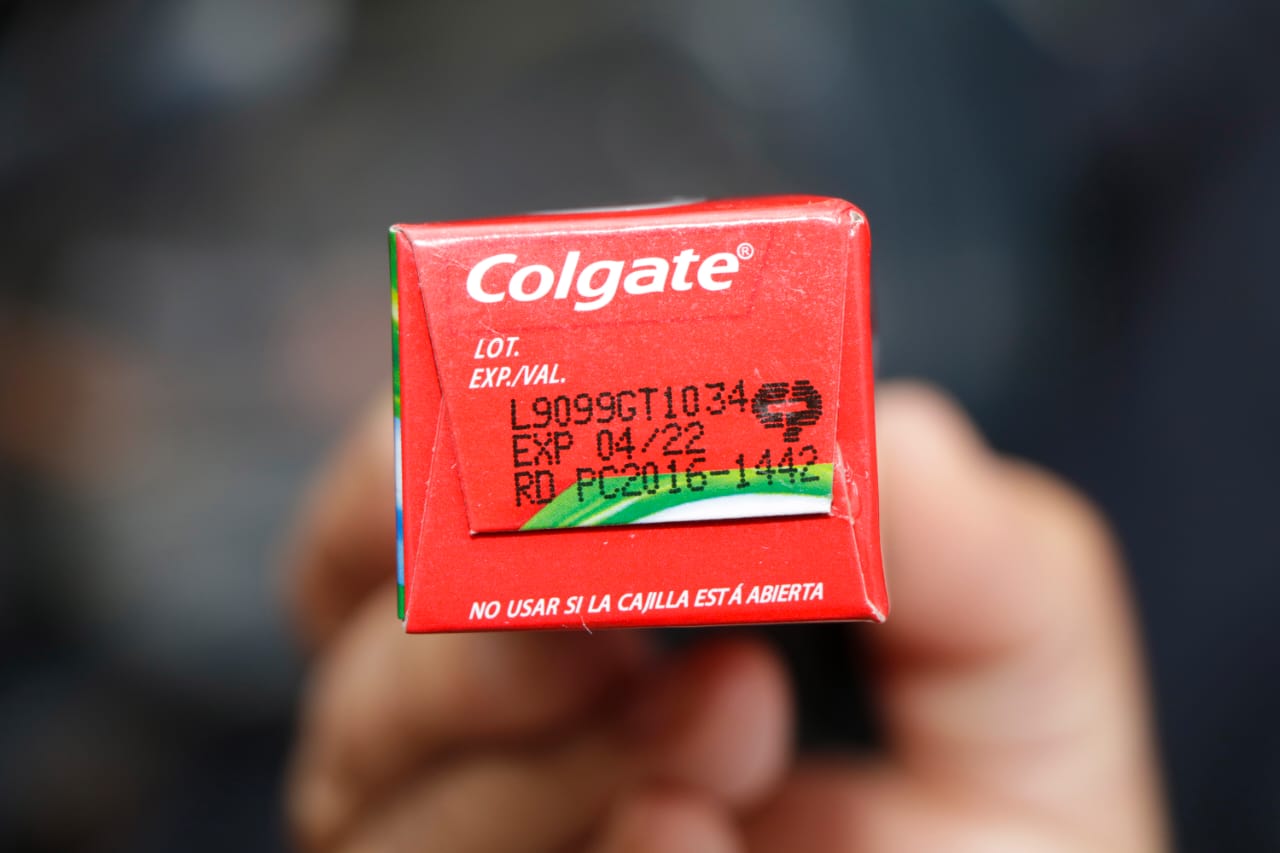 Colgate®
LOT.
EXP./VAL.
L9099GT1034
EXP 04/22
RD PC2016-1442
NO USAR SI LA CAJILLA ESTÁ ABIERTA